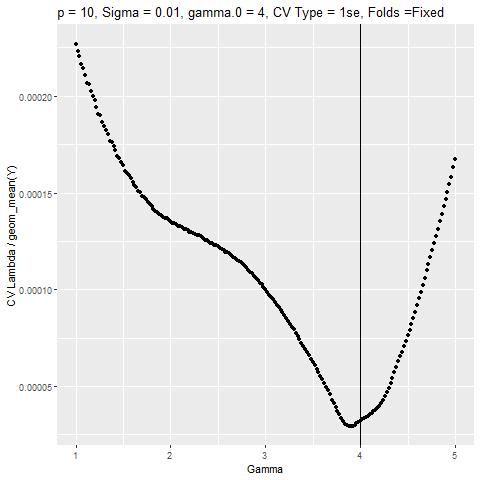 p = 10, Sigma = 0.01, gamma.0 = 4, CV Type = 1se, Folds =Fixed
CV.Lambda / geom_mean(Y)
0.00020
0.00015
0.00010
0.00005
1 2 3 4 5
Gamma